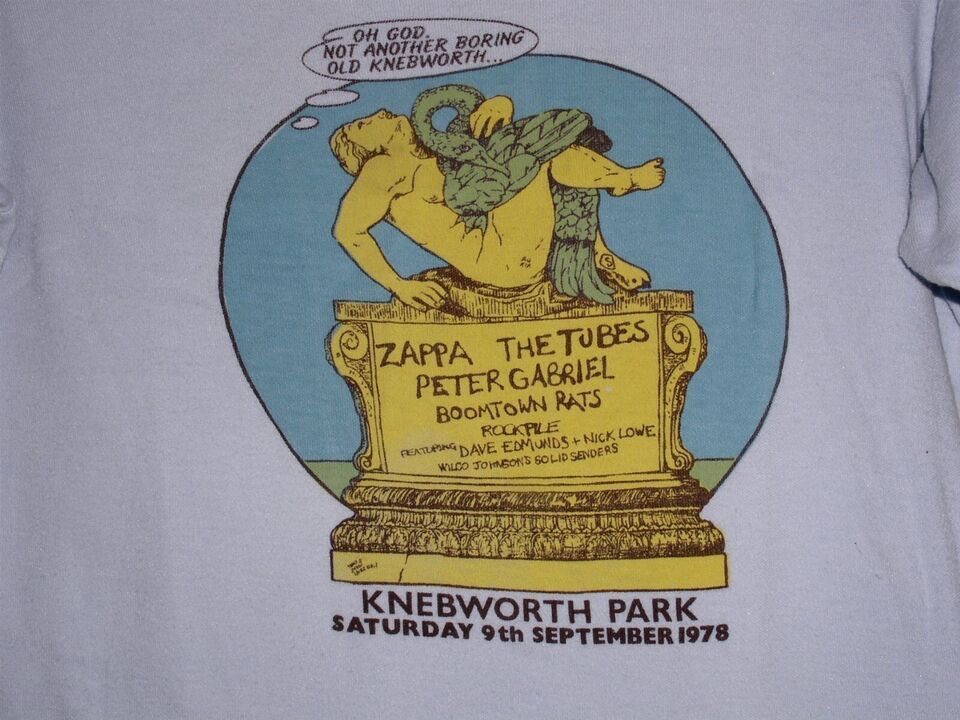 OH GOD.
NOT ANOTHER BORING
OLD KNEBWORTH...
ZAPPA THE TUBES
PETER GABRIEL
BOOMTOWN RATS
ROCKPILE
FEATURING DAVE EDMUNDS + NICK LOWE
WILCO JOHNSON'S SOLID SENDERS
KNEBWORTH PARK
SATURDAY 9th SEPTEMBER 1978